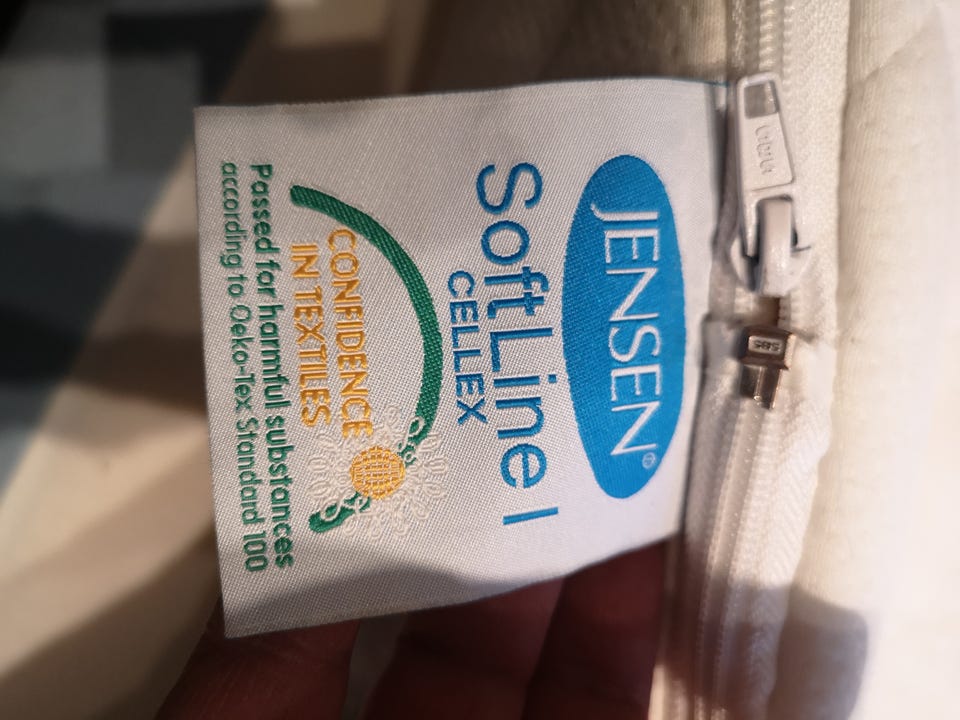 JENSEN®
SoftLine I
CELLEX
CONFIDENCE
IN TEXTILES
Passed for harmful substances
according to Oeko-Tex Standard 100